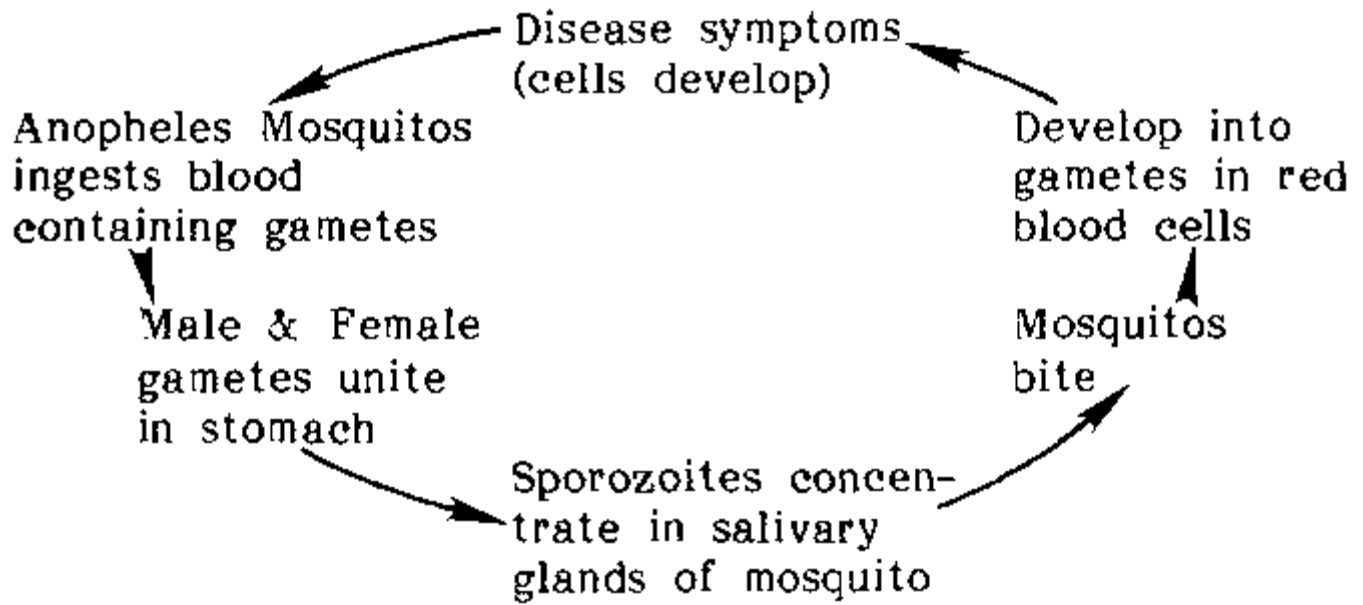 Disease symptoms
(cells develop)
Anopheles Mosquitos
ingests blood
containing gametes
Develop into
gametes in red
blood cells
Male & Female
gametes unite
in stomach
Mosquitos
bite
Sporozoites concen-
trate in salivary
glands of mosquito